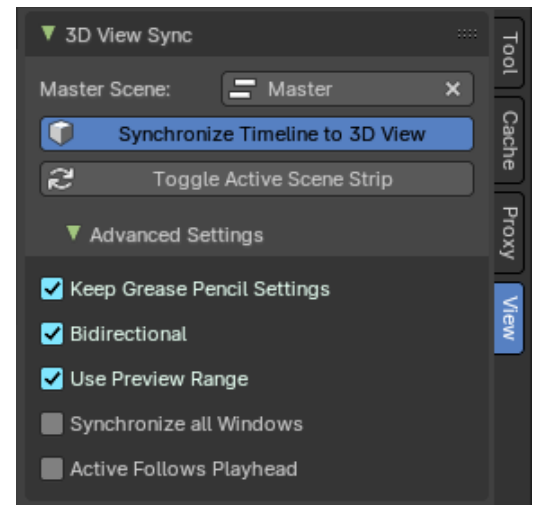 3D View Sync
Master Scene: Master
Synchronize Timeline to 3D View
Toggle Active Scene Strip
Advanced Settings
Keep Grease Pencil Settings
Bidirectional
Use Preview Range
Synchronize all Windows
Active Follows Playhead
Tool
Cache
Proxy
View